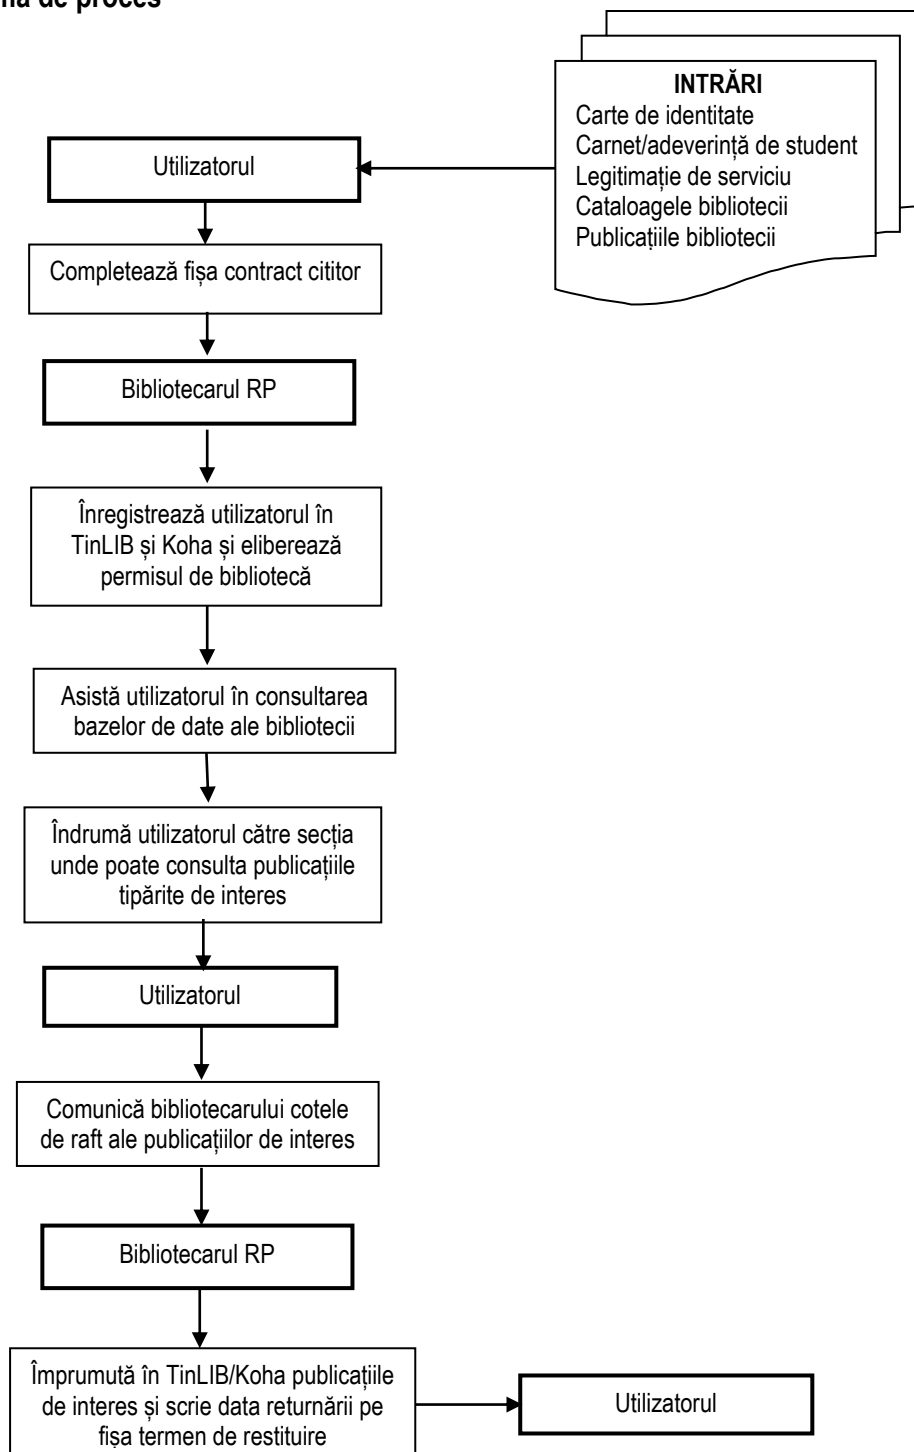 de proces
INTRĂRI
Carte de identitate
Carnet/adeverință de student
Legitimație de serviciu
Cataloagele bibliotecii
Publicațiile bibliotecii
Utilizatorul
Completează fișa contract cititor
Bibliotecarul RP
Înregistrează utilizatorul în
TinLIB și Koha și eliberează
permisul de bibliotecă
Asistă utilizatorul în consultarea
bazelor de date ale bibliotecii
Îndrumă utilizatorul către secția
unde poate consulta publicațiile
tipărite de interes
Utilizatorul
Comunică bibliotecarului cotele
de raft ale publicațiilor de interes
Bibliotecarul RP
Împrumută în TinLIB/Koha publicațiile
de interes și scrie data returnării pe
fișa termen de restituire
Utilizatorul